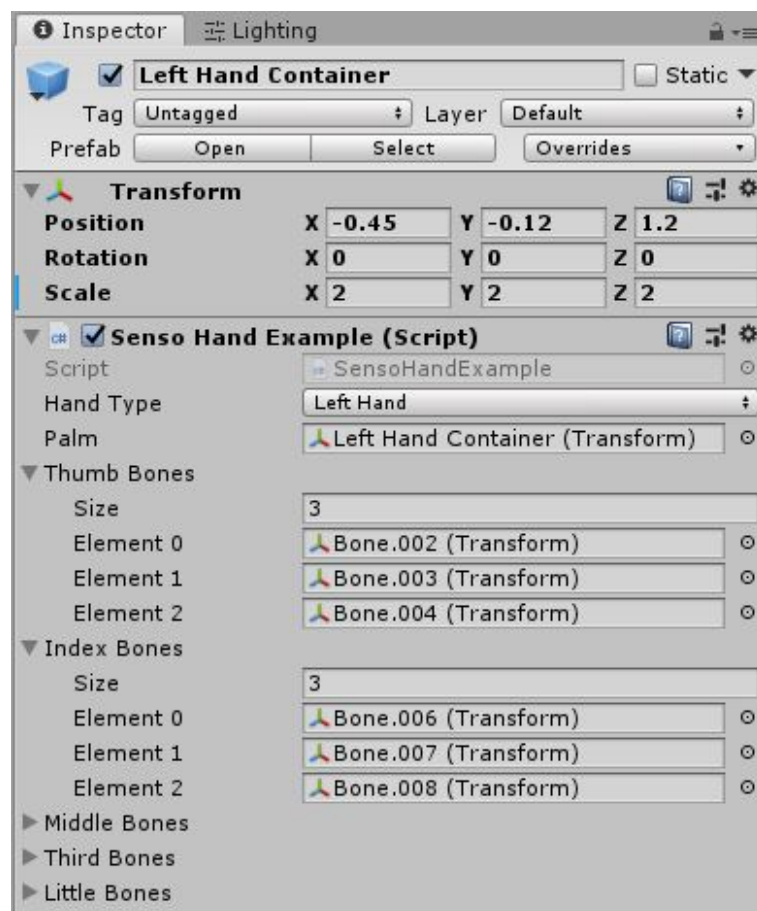 Inspector Lighting
Left Hand Container Static
Tag Untagged Layer Default
Prefab Open Select Overrides
Transform
Position X -0.45 Y -0.12 Z 1.2
Rotation X 0 Y 0 Z 0
Scale X 2 Y 2 Z 2
C# Senso Hand Example (Script)
Script SensoHandExample
Hand Type Left Hand
Palm Left Hand Container (Transform)
Thumb Bones
Size 3
Element 0 Bone.002 (Transform)
Element 1 Bone.003 (Transform)
Element 2 Bone.004 (Transform)
Index Bones
Size 3
Element 0 Bone.006 (Transform)
Element 1 Bone.007 (Transform)
Element 2 Bone.008 (Transform)
Middle Bones
Third Bones
Little Bones